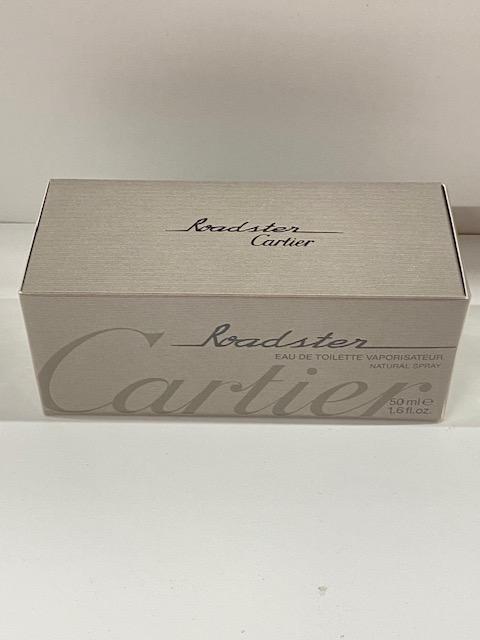 Roadster
Cartier
Roadster
EAU DE TOILETTE VAPORISATEUR
NATURAL SPRAY
Cartier
50 ml ℮
1.6 fl.oz.